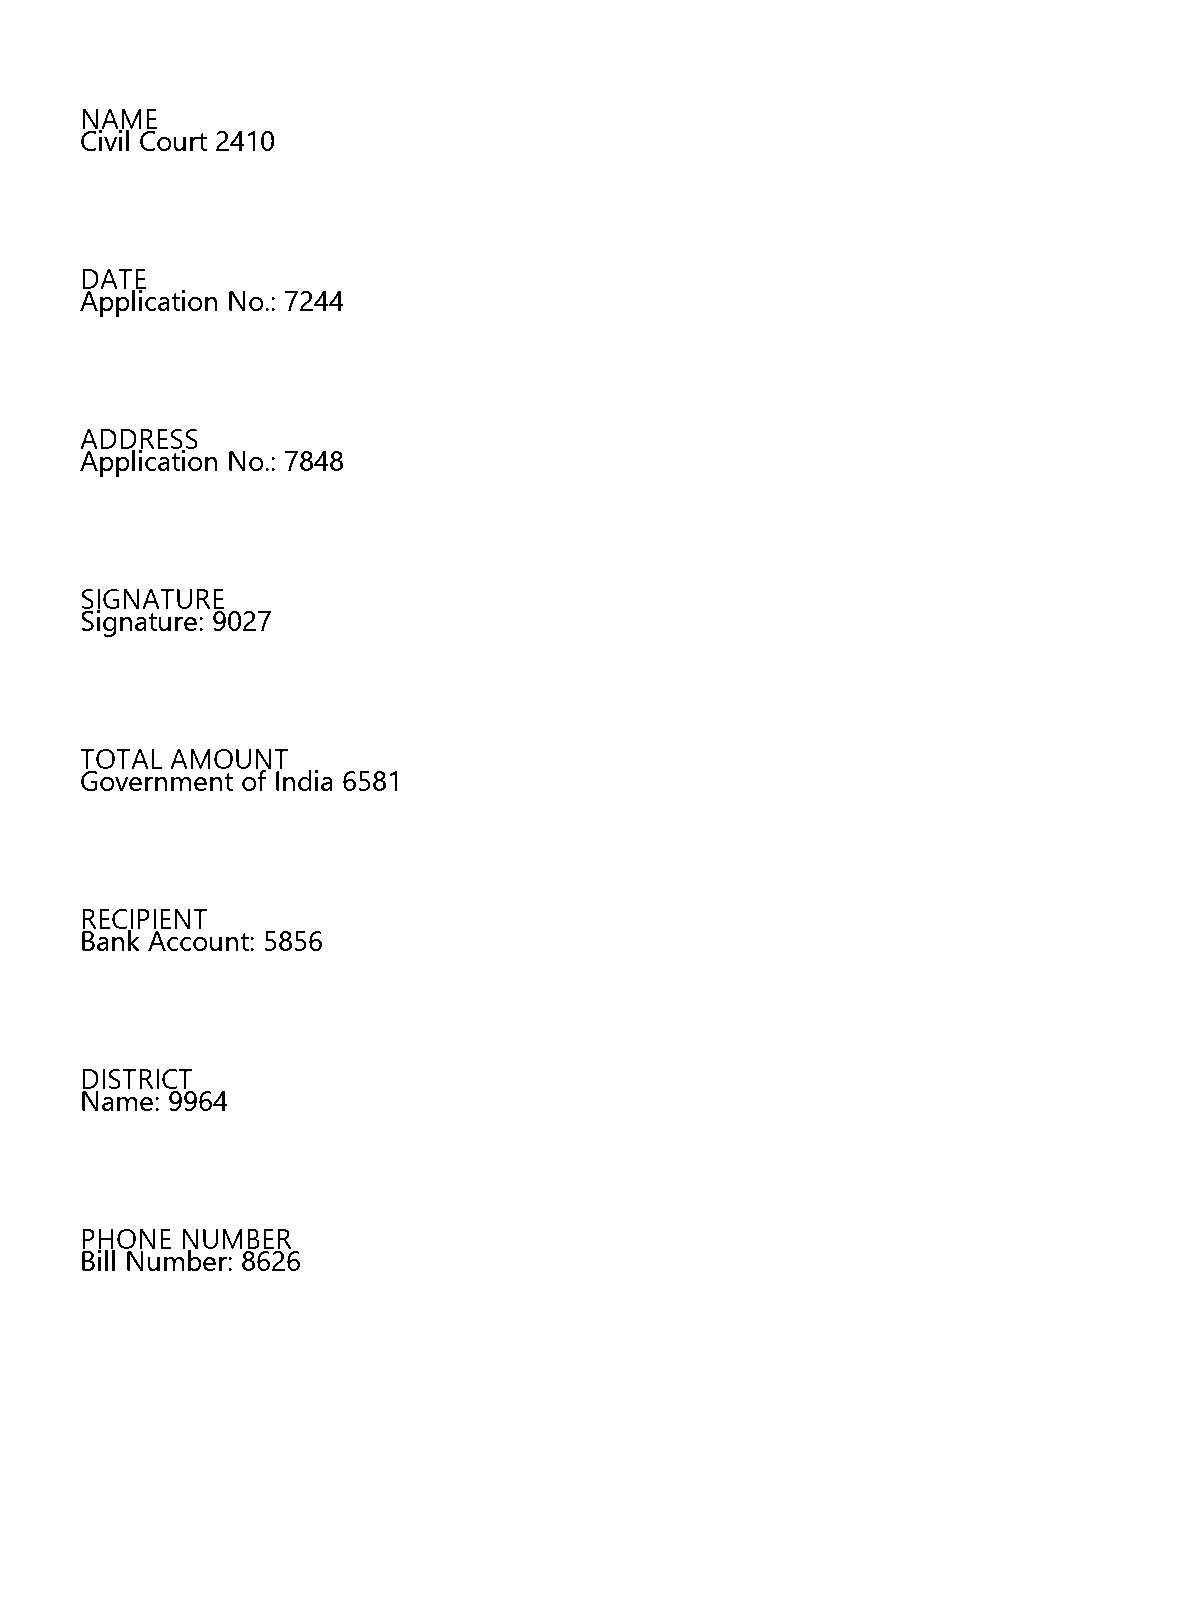 NAME
Civil Court 2410
DATE
Application No.: 7244
ADDRESS
Application No.: 7848
SIGNATURE
Signature: 9027
TOTAL AMOUNT
Government of India 6581
RECIPIENT
Bank Account: 5856
DISTRICT
Name: 9964
PHONE NUMBER
Bill Number: 8626